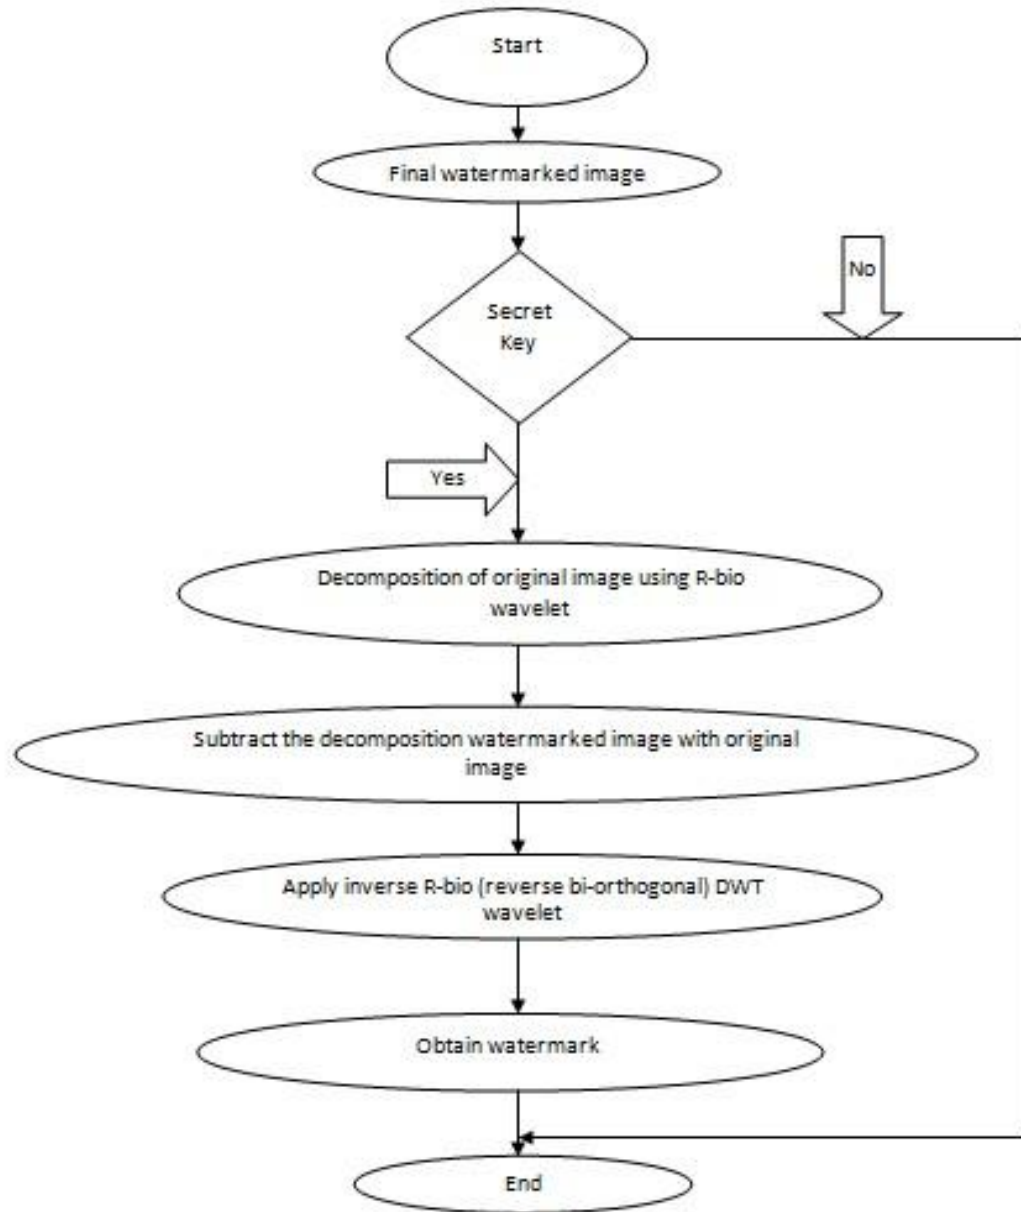 Start
Final watermarked image
No
Secret
Key
Yes
Decomposition of original image using R-bio
wavelet
Subtract the decomposition watermarked image with original
image
Apply inverse R-bio (reverse bi-orthogonal) DWT
wavelet
Obtain watermark
End